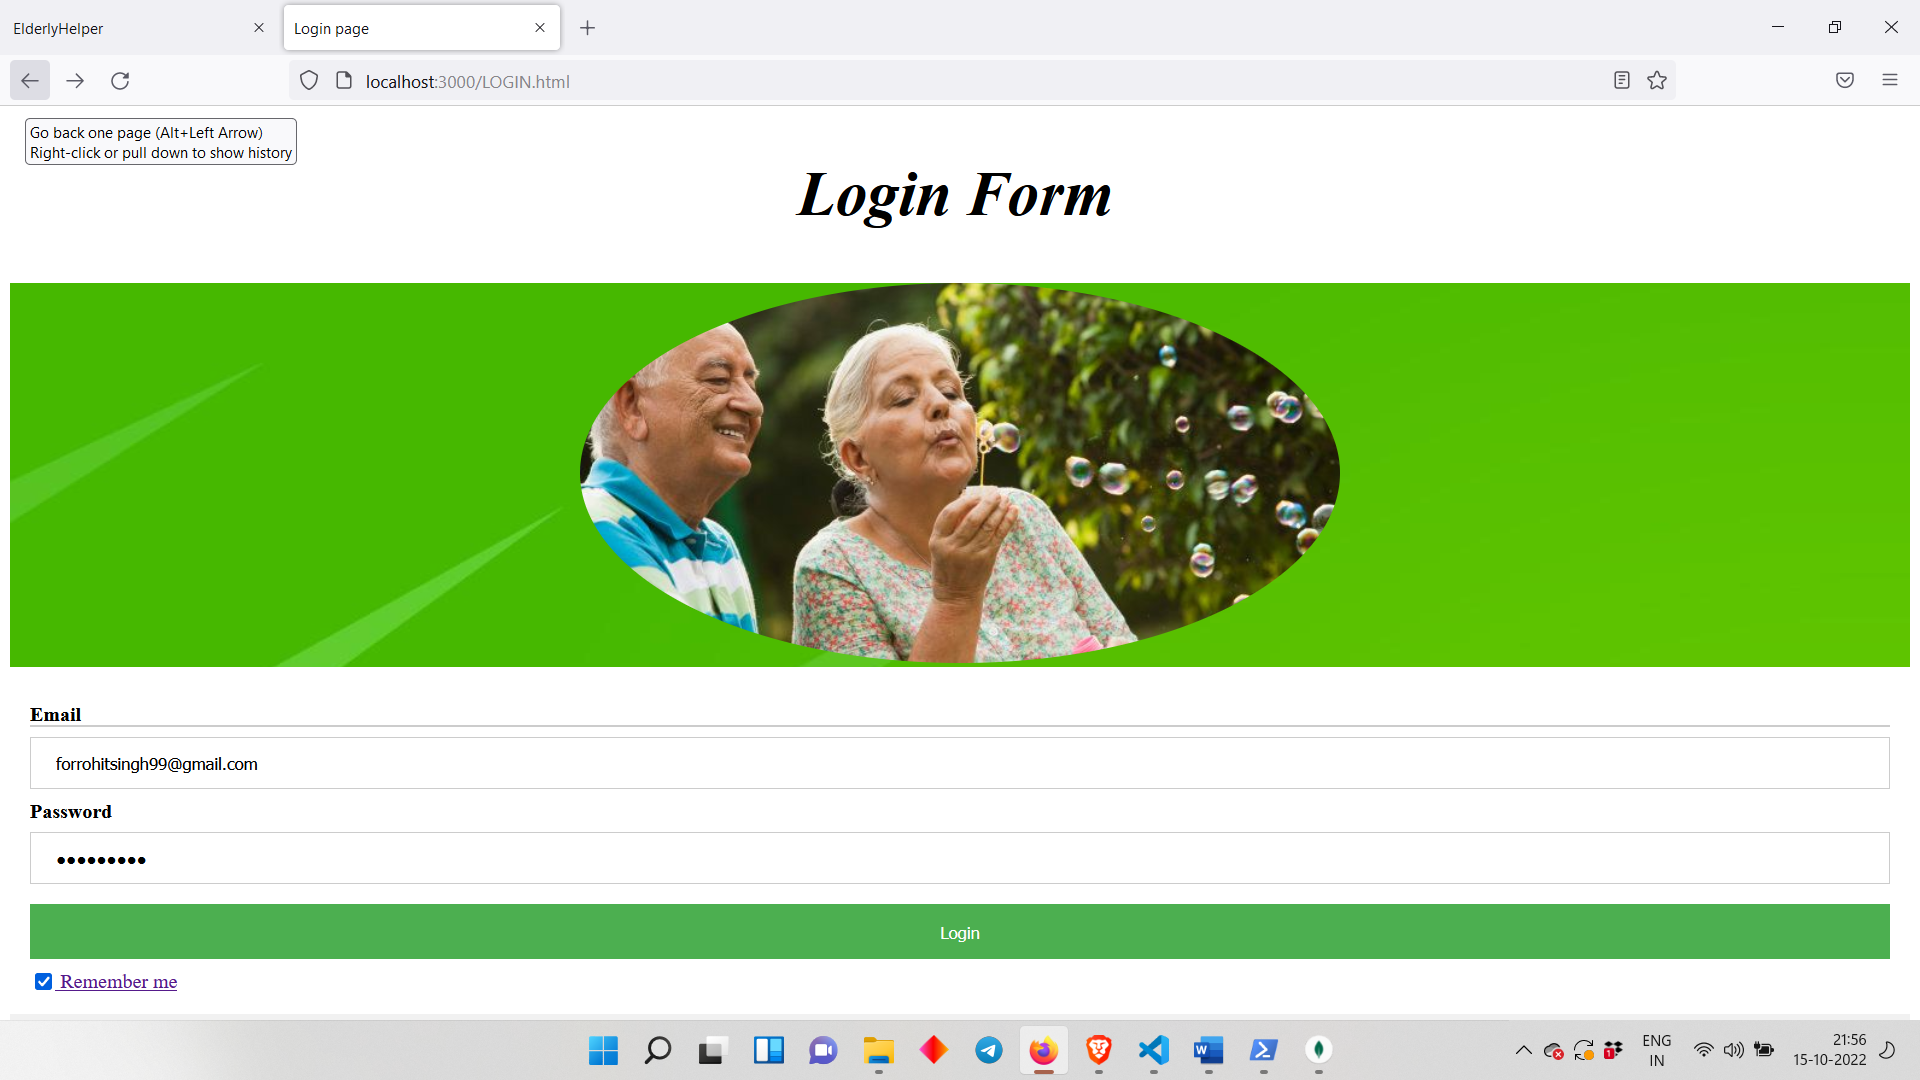 ElderlyHelper
Login page
localhost:3000/LOGIN.html
Go back one page (Alt+Left Arrow)
Right-click or pull down to show history
Login Form
Email
forrohitsingh99@gmail.com
Password
•••••••••
Login
Remember me
W
1
ENG
IN
21:56
15-10-2022